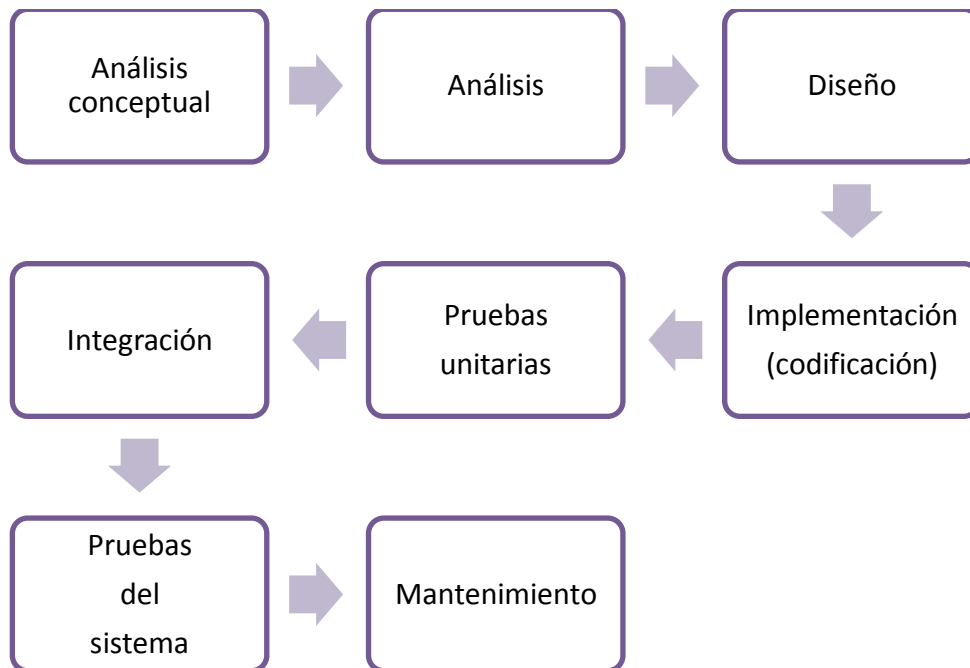 Análisis
conceptual
Análisis
Diseño
Implementación
(codificación)
Pruebas
unitarias
Integración
Pruebas
del
sistema
Mantenimiento